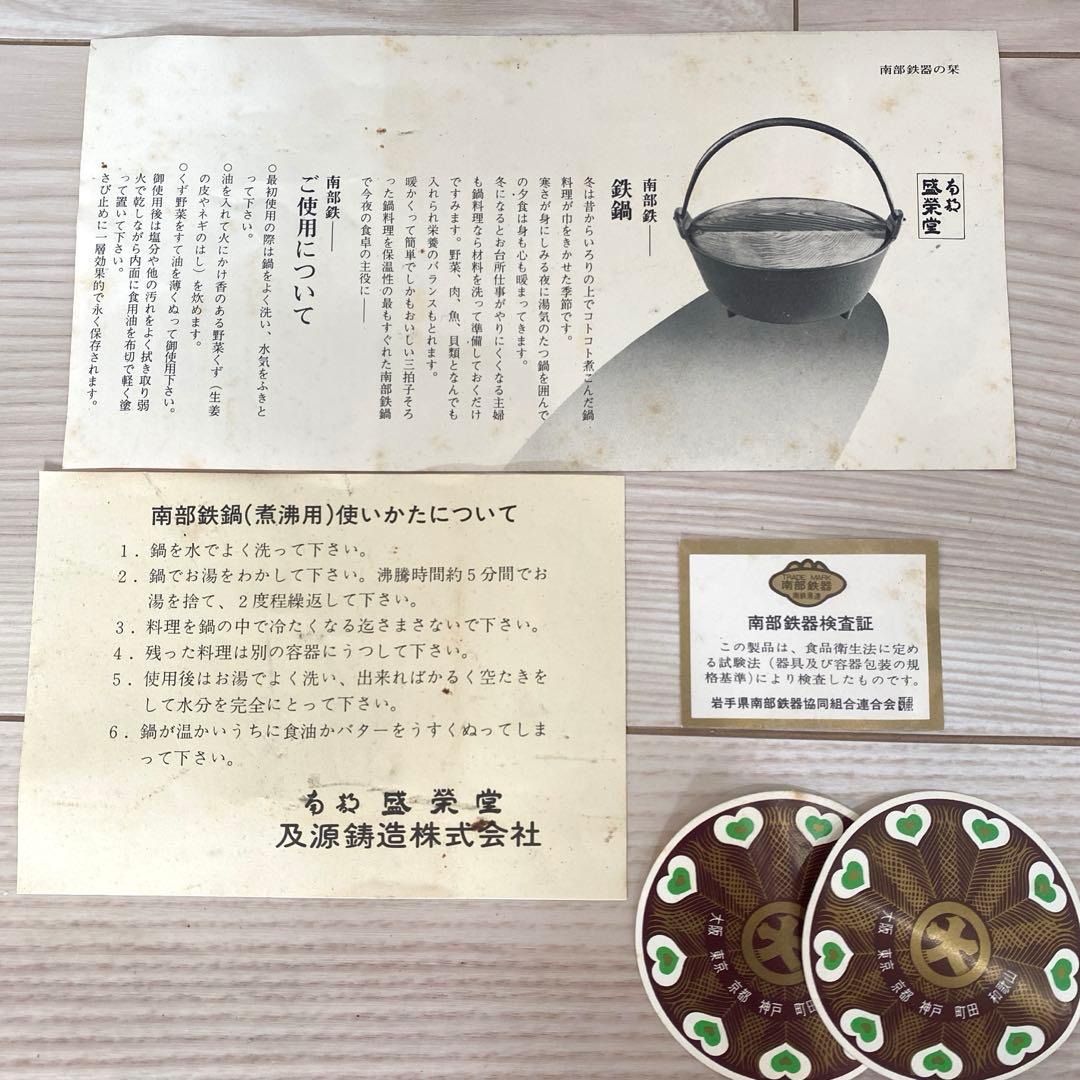 南部鉄器の栞
南部
盛榮堂
南部鉄——
鉄鍋
冬は昔からいろりの上でコトコト煮こんだ鍋
料理が巾をきかせた季節です。
寒さが身にしみる夜に湯気のたつ鍋を囲んで
の夕食は身も心も暖まってきます。
冬になるとお台所仕事がやりにくくなる主婦
も鍋料理なら材料を洗って準備しておくだけ
ですみます。野菜、肉、魚、貝類となんでも
入れられ栄養のバランスもとれます。
暖かくって簡単でしかもおいしい三拍子そろ
った鍋料理を保温性の最もすぐれた南部鉄鍋
で今夜の食卓の主役に——
南部鉄——
ご使用について
○最初使用の際は鍋をよく洗い、水気をふきと
って下さい。
○油を入れて火にかけ香のある野菜くず（生姜
の皮やネギのはし）を炊めます。
○くず野菜をすて油を薄くぬって御使用下さい。
御使用後は塩分や他の汚れをよく拭き取り弱
火で乾しながら内面に食用油を布切で軽く塗
って置いて下さい。
さび止めに一層効果的で永く保存されます。
南部鉄鍋(煮沸用)使いかたについて
1．鍋を水でよく洗って下さい。
2．鍋でお湯をわかして下さい。沸騰時間約5分間でお
湯を捨て、2度程繰返して下さい。
3．料理を鍋の中で冷たくなる迄さまさないで下さい。
4．残った料理は別の容器にうつして下さい。
5．使用後はお湯でよく洗い、出来ればかるく空たきを
して水分を完全にとって下さい。
6．鍋が温かいうちに食油かバターをうすくぬってしま
って下さい。
南部 盛榮堂
及源鋳造株式会社
TRADE MARK
南部鉄器
南鉄県連
南部鉄器検査証
この製品は、食品衛生法に定め
る試験法（器具及び容器包装の規
格基準）により検査したものです。
岩手県南部鉄器協同組合連合会
大阪 東京 京都 神戸 町田
大阪 東京 京都 神戸 町田